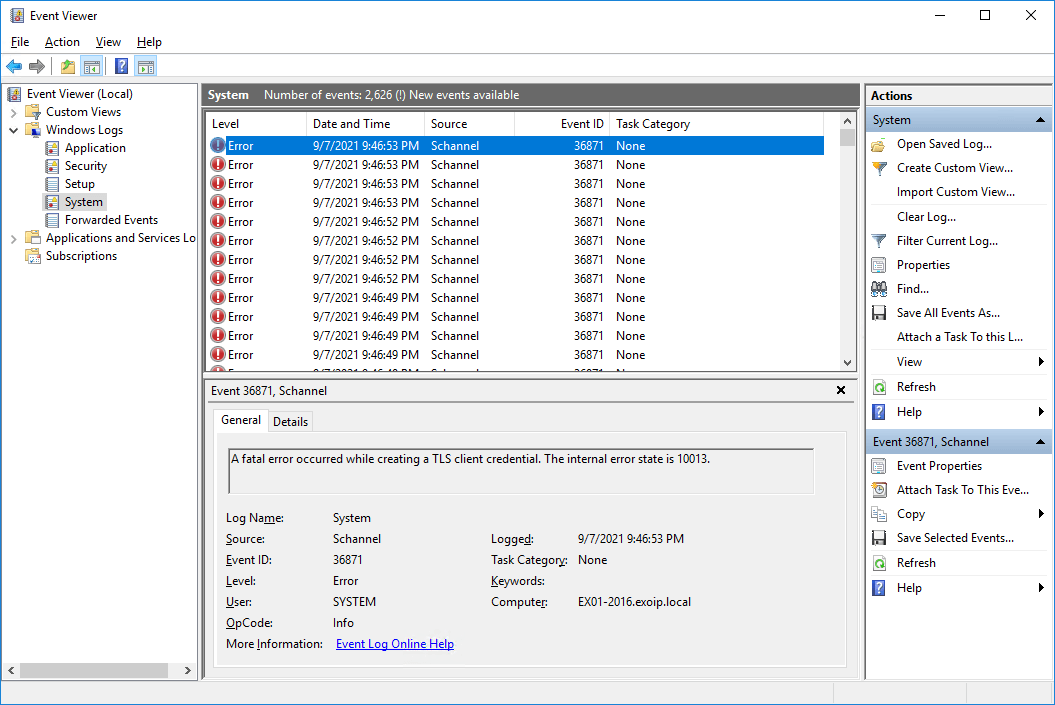 Event Viewer
File Action View Help
Event Viewer (Local)
Custom Views
Windows Logs
Application
Security
Setup
System
Forwarded Events
Applications and Services Lo
Subscriptions
System Number of events: 2,626 (!) New events available
Level Date and Time Source Event ID Task Category
Error 9/7/2021 9:46:53 PM Schannel 36871 None
Error 9/7/2021 9:46:53 PM Schannel 36871 None
Error 9/7/2021 9:46:53 PM Schannel 36871 None
Error 9/7/2021 9:46:53 PM Schannel 36871 None
Error 9/7/2021 9:46:52 PM Schannel 36871 None
Error 9/7/2021 9:46:52 PM Schannel 36871 None
Error 9/7/2021 9:46:52 PM Schannel 36871 None
Error 9/7/2021 9:46:52 PM Schannel 36871 None
Error 9/7/2021 9:46:49 PM Schannel 36871 None
Error 9/7/2021 9:46:49 PM Schannel 36871 None
Error 9/7/2021 9:46:49 PM Schannel 36871 None
Error 9/7/2021 9:46:49 PM Schannel 36871 None
Event 36871, Schannel
General Details
A fatal error occurred while creating a TLS client credential. The internal error state is 10013.
Log Name: System
Source: Schannel Logged: 9/7/2021 9:46:53 PM
Event ID: 36871 Task Category: None
Level: Error Keywords:
User: SYSTEM Computer: EX01-2016.exoip.local
OpCode: Info
More Information: Event Log Online Help
Actions
System
Open Saved Log...
Create Custom View...
Import Custom View...
Clear Log...
Filter Current Log...
Properties
Find...
Save All Events As...
Attach a Task To this L...
View
Refresh
Help
Event 36871, Schannel
Event Properties
Attach Task To This Eve...
Copy
Save Selected Events...
Refresh
Help